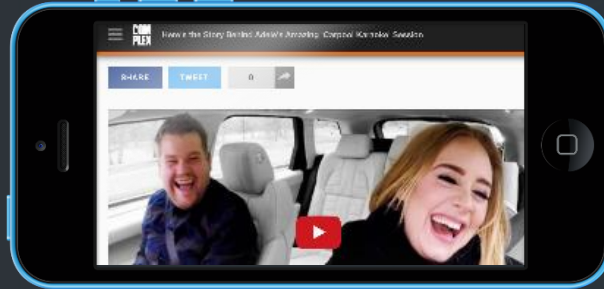 COM
PLEX
Here's the Story Behind Adele's Amazing 'Carpool Karaoke' Session
SHARE
TWEET
0